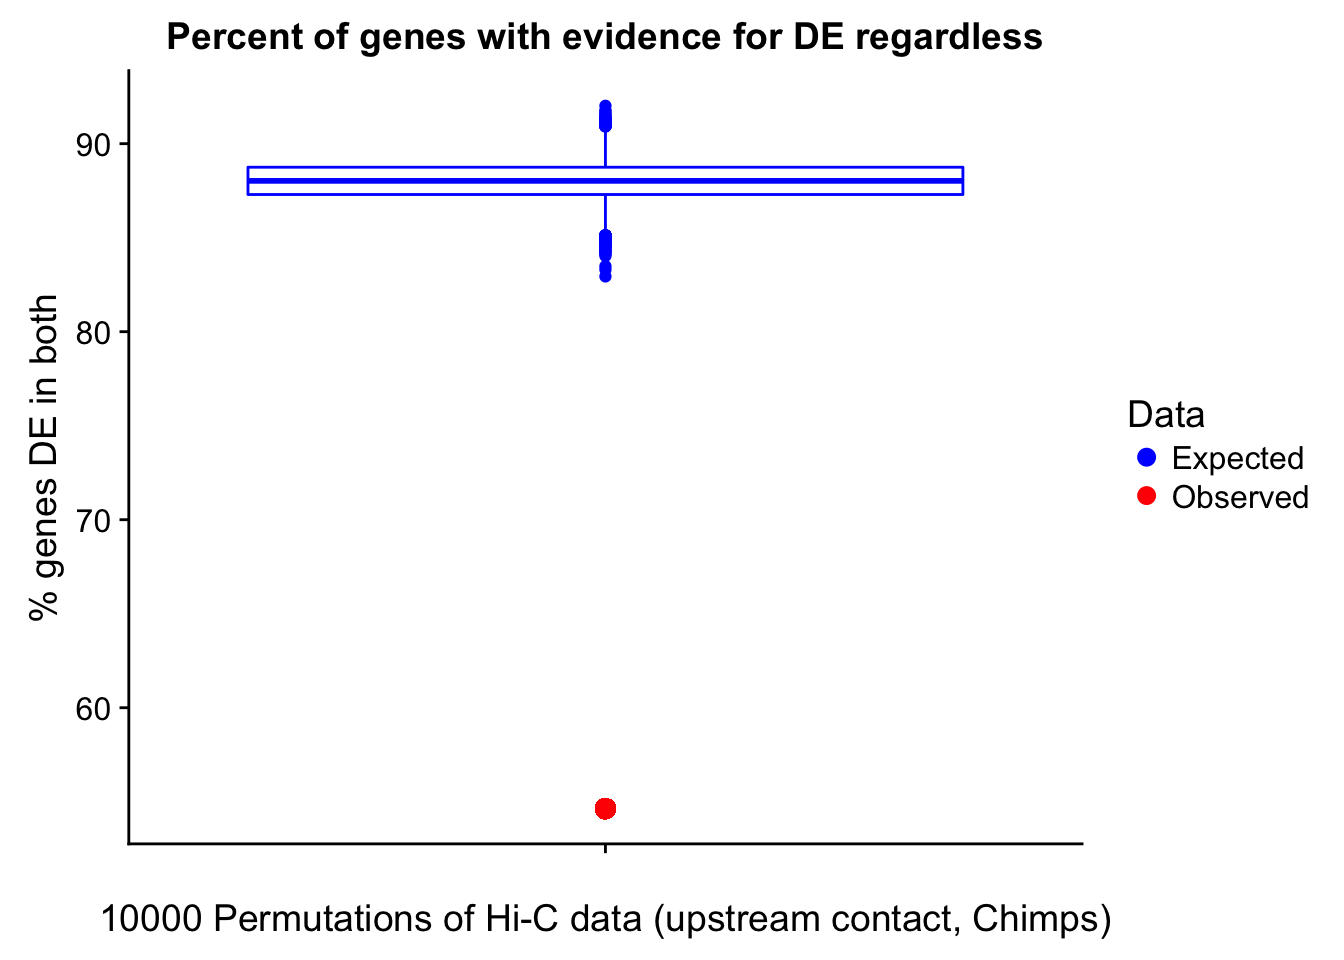 Percent of genes with evidence for DE regardless
% genes DE in both
90
80
70
60
Data
Expected
Observed
10000 Permutations of Hi-C data (upstream contact, Chimps)